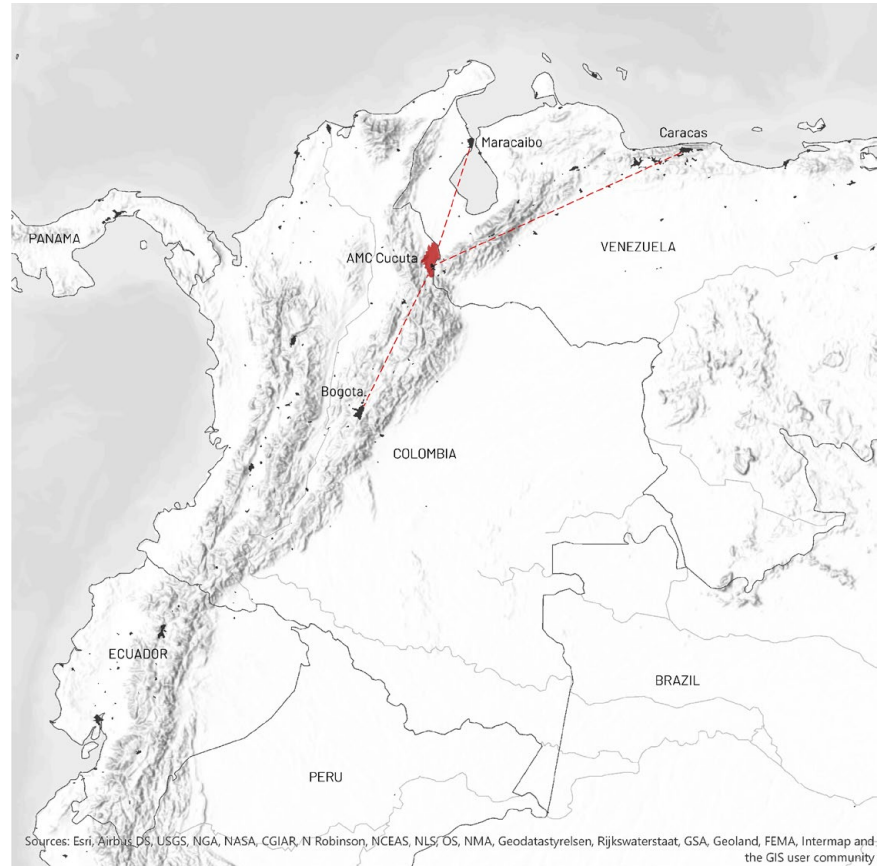 Caracas
Maracaibo
PANAMA
VENEZUELA
AMC Cucuta
Bogota
COLOMBIA
ECUADOR
BRAZIL
PERU
Sources: Esri, Airbus DS, USGS, NGA, NASA, CGIAR, N Robinson, NCEAS, NLS, OS, NMA, Geodatastyrelsen, Rijkswaterstaat, GSA, Geoland, FEMA, Intermap and
the GIS user community